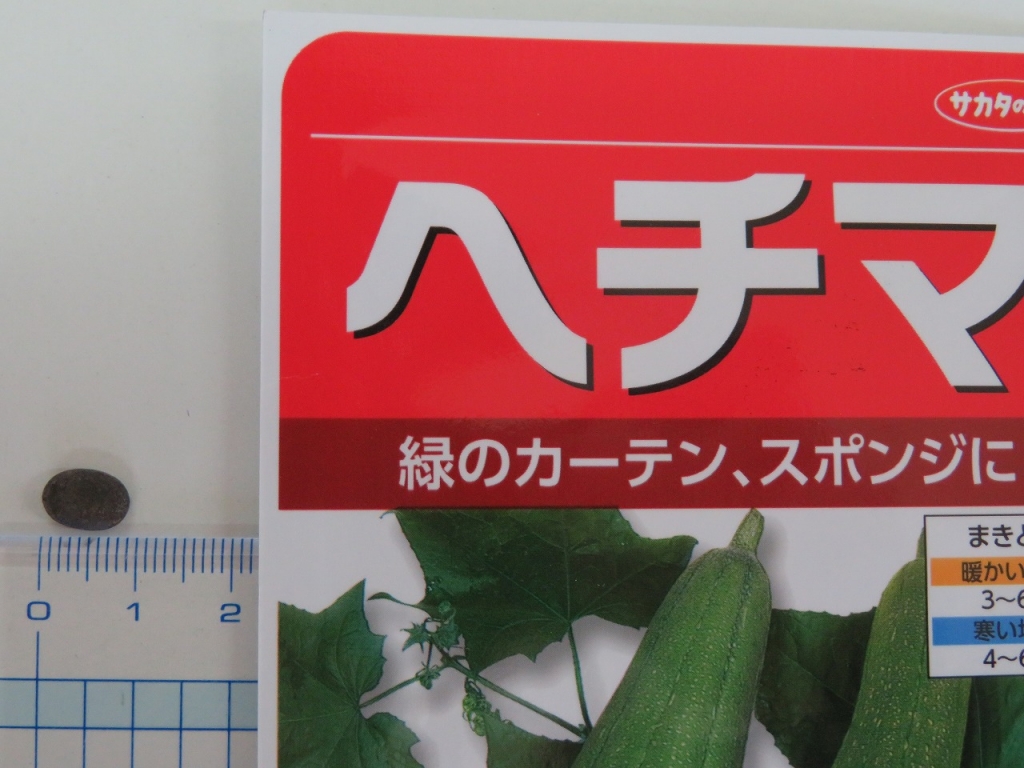 サカタの
ヘチマ
緑のカーテン、スポンジに
まきど
暖かい
3～6
寒い地
4～6
0 1 2